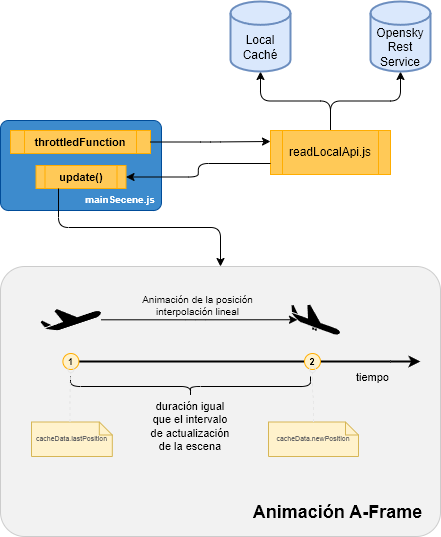 Local
Caché
Opensky
Rest
Service
throttledFunction
readLocalApi.js
update()
mainSecene.js
Animación de la posición
interpolación lineal
1
2
tiempo
duración igual
que el intervalo
de actualización
de la escena
cacheData.lastPosition
cacheData.newPosition
Animación A-Frame